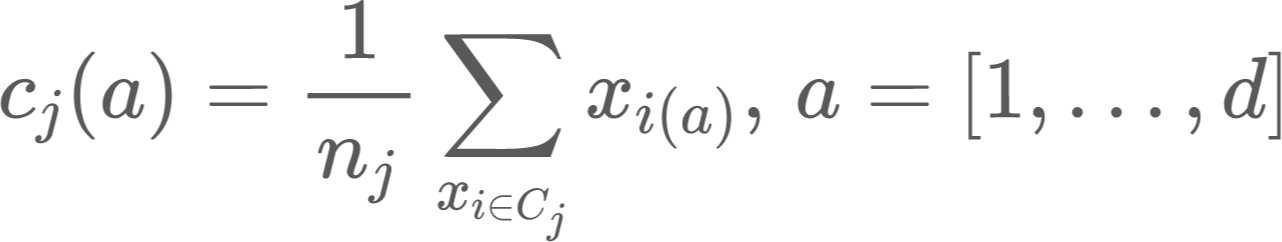 $c_j(a) = \frac{1}{n_j} \sum_{x_{i \in C_j}} x_{i(a)},\ a = [1, \ldots, d]$